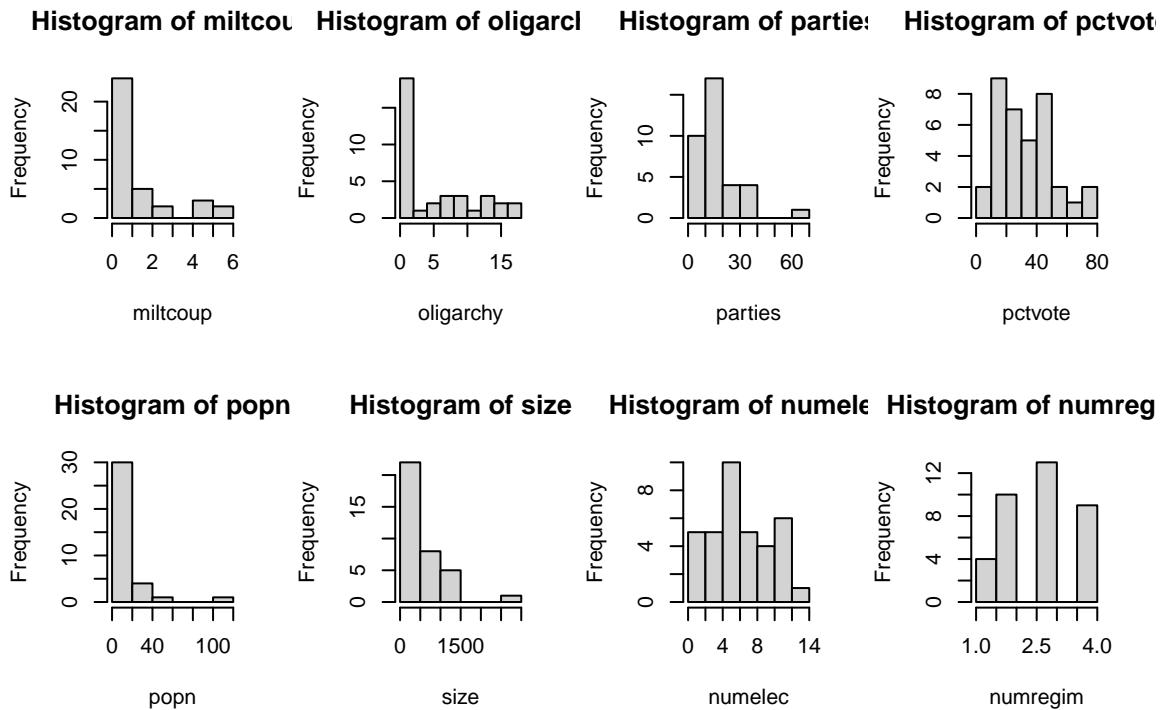 Histogram of miltcou
Histogram of oligarch
Histogram of parties
Histogram of pctvote
Frequency
0 10 20
0 2 4 6
miltcoup
Frequency
0 5 10
0 5 15
oligarchy
Frequency
0 5 10
0 30 60
parties
Frequency
0 2 4 6 8
0 40 80
pctvote
Histogram of popn
Histogram of size
Histogram of numele
Histogram of numreg
Frequency
0 10 20 30
0 40 100
popn
Frequency
0 5 15
0 1500
size
Frequency
0 4 8
0 4 8 14
numelec
Frequency
0 4 8 12
1.0 2.5 4.0
numregim